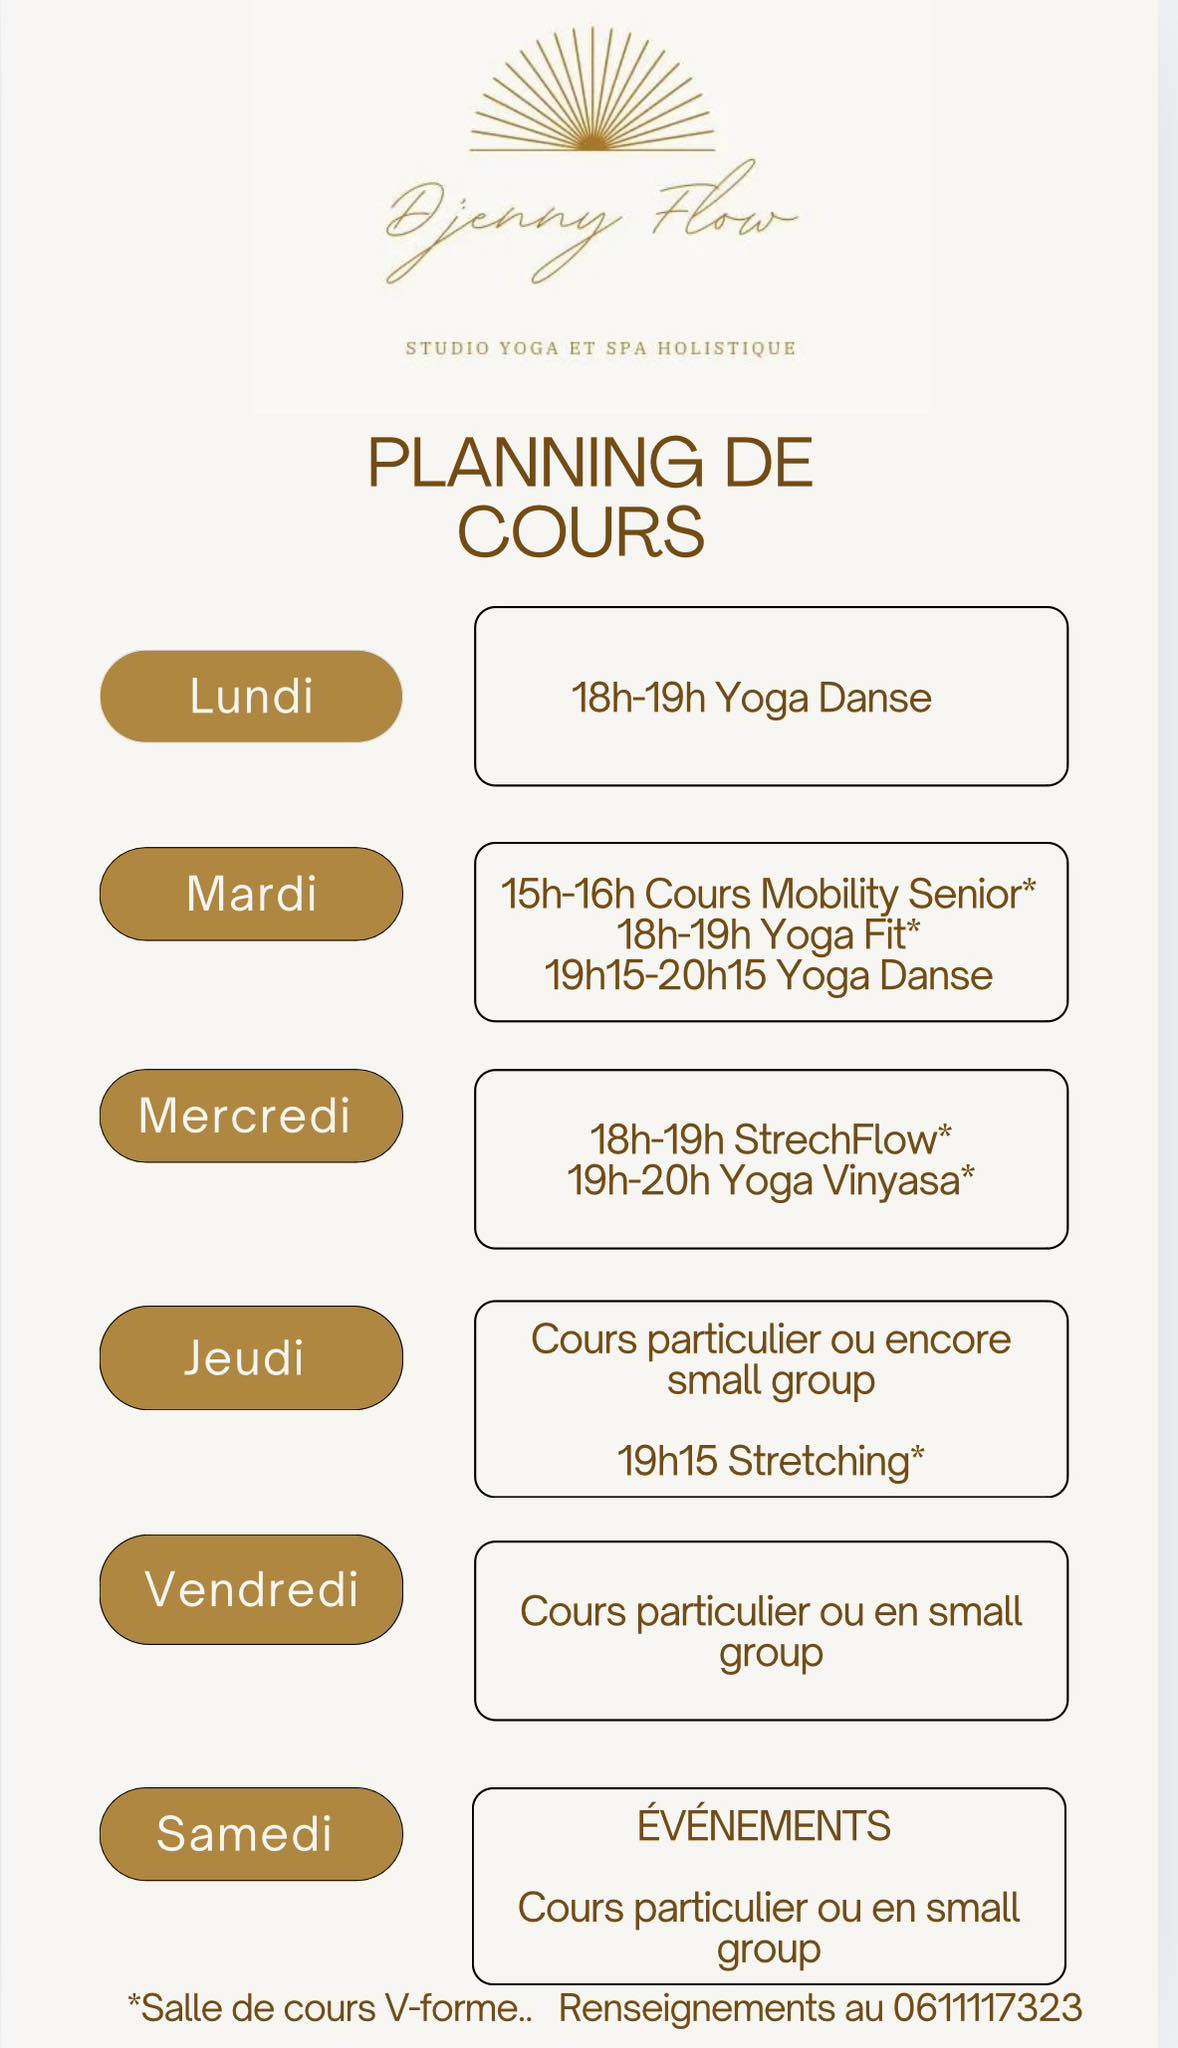 Djenny Flow
STUDIO YOGA ET SPA HOLISTIQUE
PLANNING DE
COURS
Lundi
18h-19h Yoga Danse
Mardi
15h-16h Cours Mobility Senior*
18h-19h Yoga Fit*
19h15-20h15 Yoga Danse
Mercredi
18h-19h StrechFlow*
19h-20h Yoga Vinyasa*
Jeudi
Cours particulier ou encore
small group
19h15 Stretching*
Vendredi
Cours particulier ou en small
group
Samedi
ÉVÉNEMENTS
Cours particulier ou en small
group
*Salle de cours V-forme.. Renseignements au 0611117323